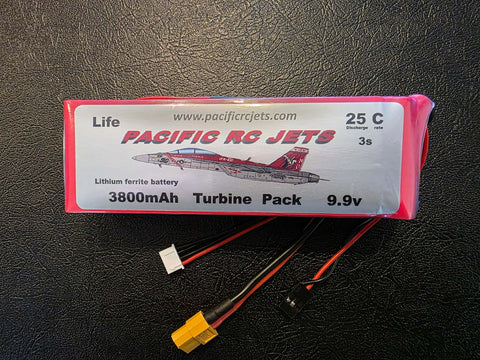 www.pacificrcjets.com
Life
25 C
Discharge rate
PACIFIC RC JETS
3s
Lithium ferrite battery
3800mAh Turbine Pack 9.9v